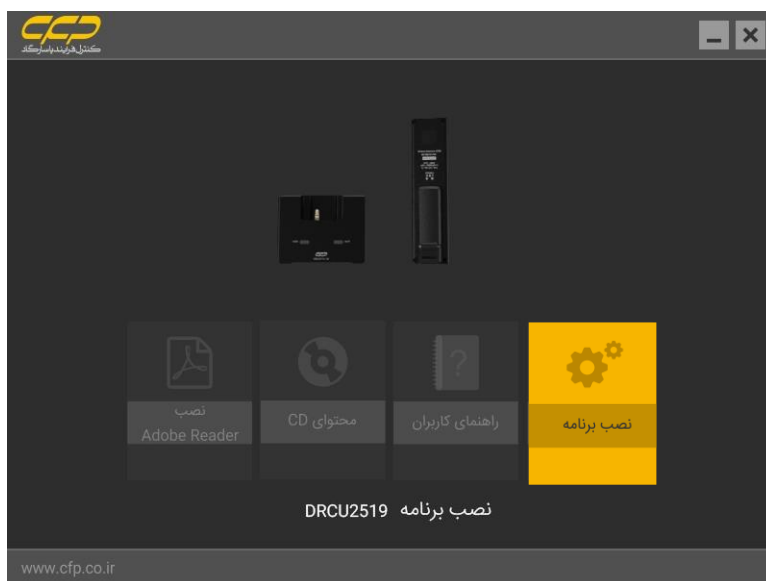 cfp
کنترل فرایند پاسارگاد
نصب برنامه
راهنمای کاربران
محتوای CD
نصب
Adobe Reader
نصب برنامه DRCU2519
www.cfp.co.ir